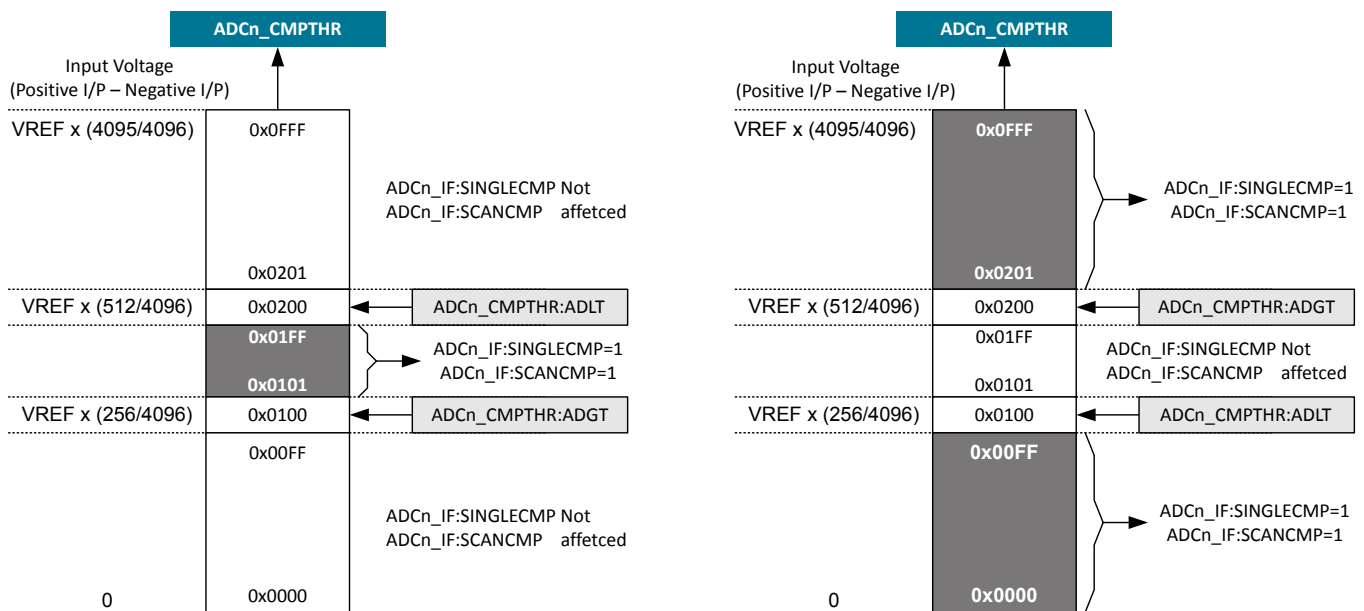 ADCn_CMPTHR
Input Voltage
(Positive I/P – Negative I/P)
VREF x (4095/4096)
0x0FFF
ADCn_IF:SINGLECMP Not
ADCn_IF:SCANCMP affetced
0x0201
VREF x (512/4096)
0x0200
ADCn_CMPTHR:ADLT
0x01FF
ADCn_IF:SINGLECMP=1
ADCn_IF:SCANCMP=1
0x0101
VREF x (256/4096)
0x0100
ADCn_CMPTHR:ADGT
0x00FF
ADCn_IF:SINGLECMP Not
ADCn_IF:SCANCMP affetced
0
0x0000
ADCn_CMPTHR
Input Voltage
(Positive I/P – Negative I/P)
VREF x (4095/4096)
0x0FFF
ADCn_IF:SINGLECMP=1
ADCn_IF:SCANCMP=1
0x0201
VREF x (512/4096)
0x0200
ADCn_CMPTHR:ADGT
0x01FF
ADCn_IF:SINGLECMP Not
ADCn_IF:SCANCMP affetced
0x0101
VREF x (256/4096)
0x0100
ADCn_CMPTHR:ADLT
0x00FF
ADCn_IF:SINGLECMP=1
ADCn_IF:SCANCMP=1
0
0x0000